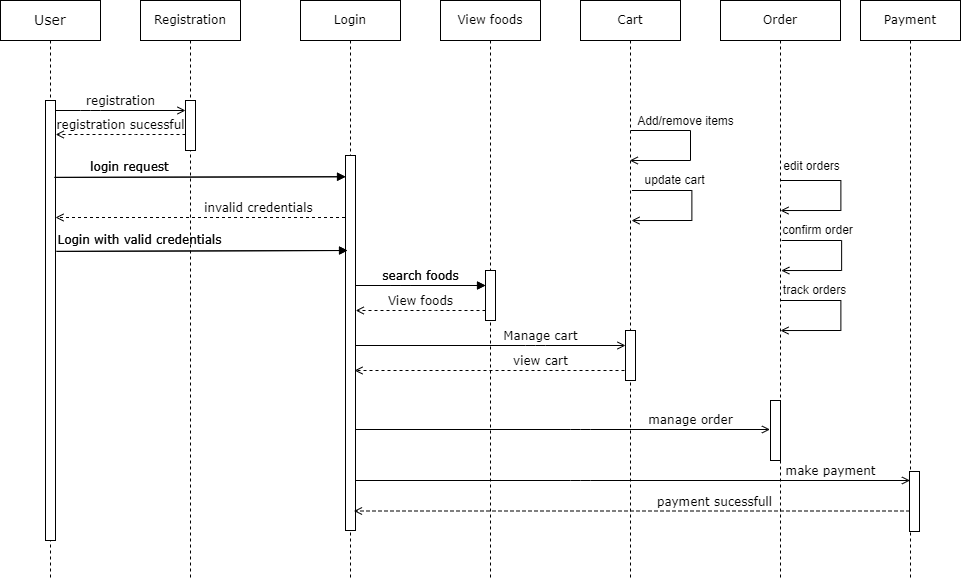 User
Registration
Login
View foods
Cart
Order
Payment
registration
registration sucessful
Add/remove items
login request
edit orders
update cart
invalid credentials
confirm order
Login with valid credentials
search foods
track orders
View foods
Manage cart
view cart
manage order
make payment
payment sucessfull